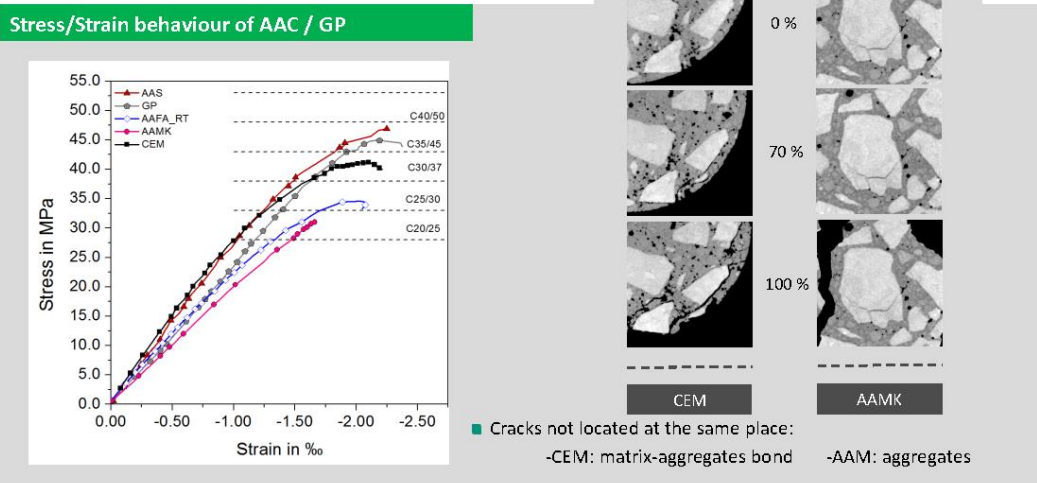 Stress/Strain behaviour of AAC / GP
Stress in MPa
55.0
50.0
45.0
40.0
35.0
30.0
25.0
20.0
15.0
10.0
5.0
0.0
AAS
GP
AAFA_RT
AAMK
CEM
C40/50
C35/45
C30/37
C25/30
C20/25
0.00 -0.50 -1.00 -1.50 -2.00 -2.50
Strain in ‰
0 %
70 %
100 %
CEM
AAMK
Cracks not located at the same place:
-CEM: matrix-aggregates bond -AAM: aggregates